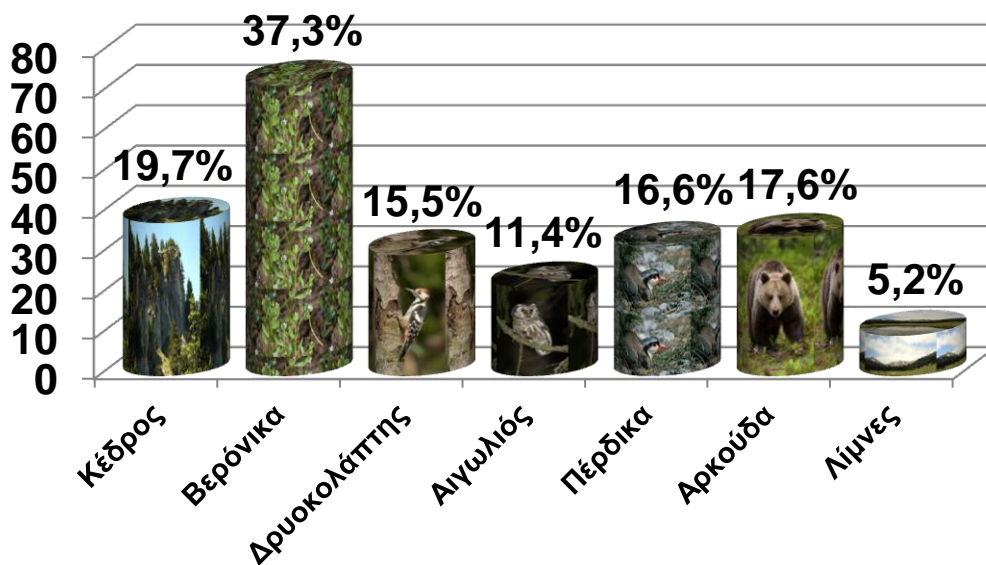 37,3%
80
70
60
50
40
30
20
10
0
19,7%
15,5%
11,4%
16,6%
17,6%
5,2%
Κέδρος
Βερόνικα
Δρυοκολάπτης
Αιγωλιός
Πέρδικα
Αρκούδα
Λίμνες